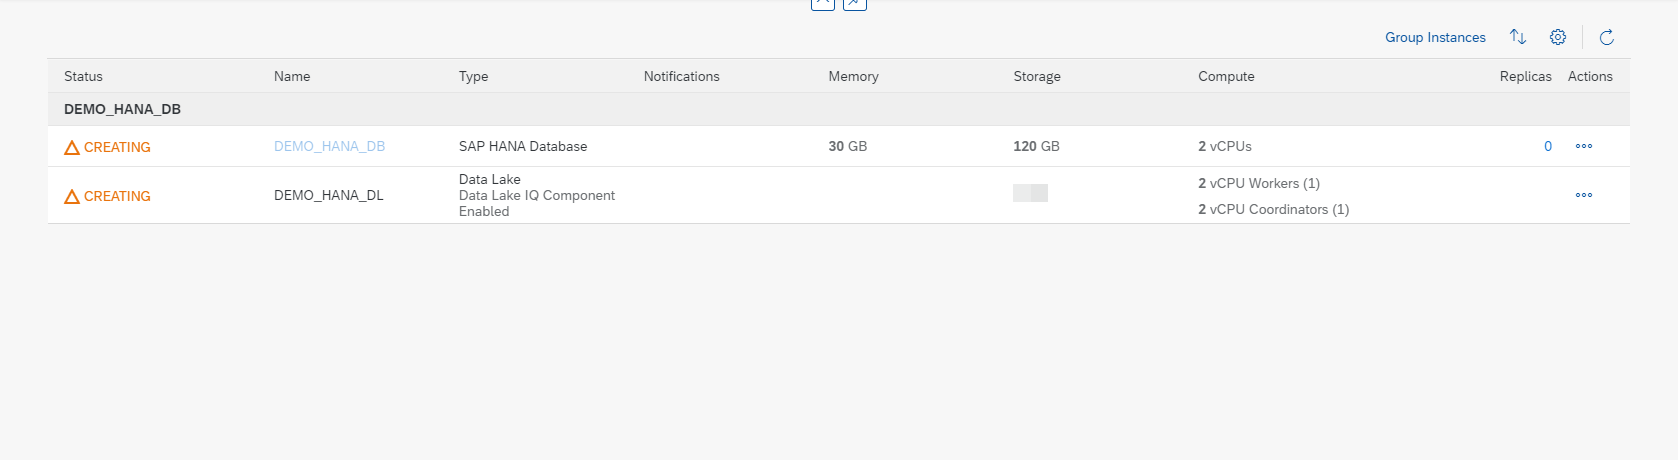 Group Instances
Status Name Type Notifications Memory Storage Compute Replicas Actions
DEMO_HANA_DB
CREATING DEMO_HANA_DB SAP HANA Database 30 GB 120 GB 2 vCPUs 0
CREATING DEMO_HANA_DL Data Lake
Data Lake IQ Component
Enabled
2 vCPU Workers (1)
2 vCPU Coordinators (1)